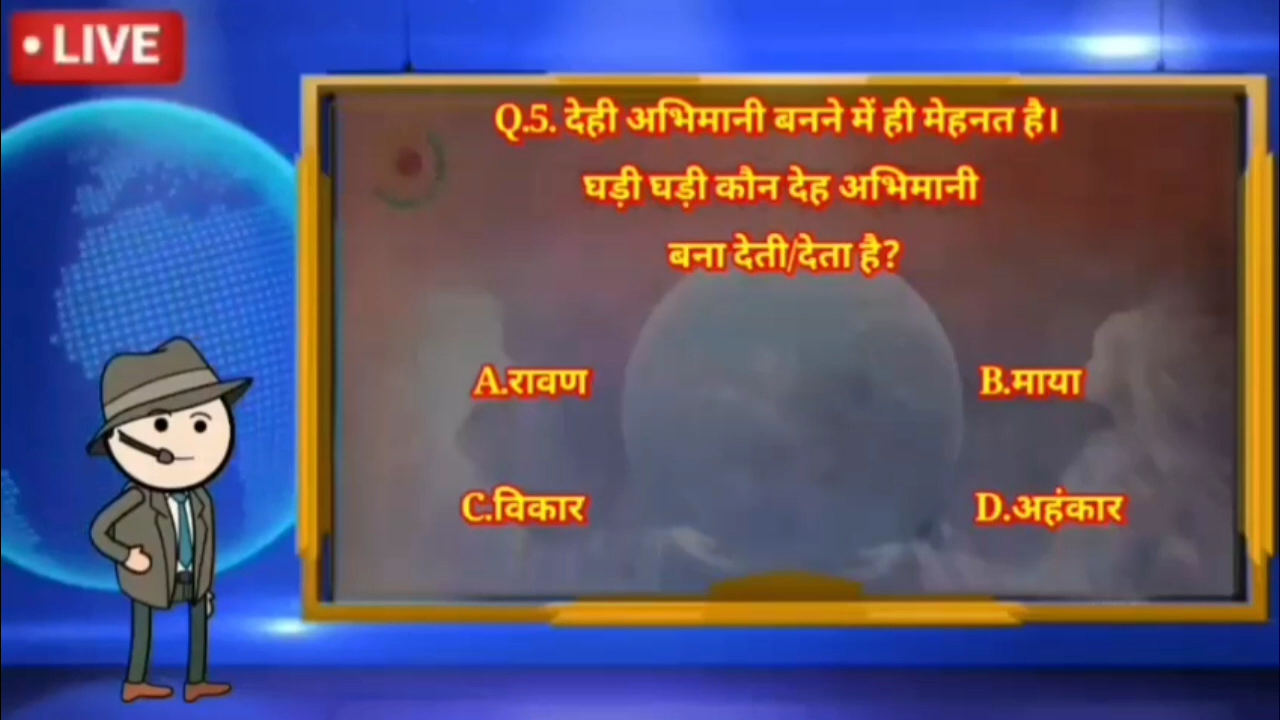 • LIVE
Q.5. देही अभिमानी बनने में ही मेहनत है।
घड़ी घड़ी कौन देह अभिमानी
बना देती/देता है?
A.रावण
B.माया
C.विकार
D.अहंकार